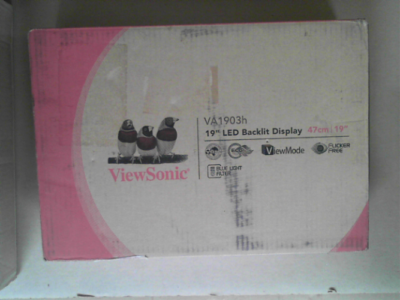 VA1903h
19" LED Backlit Display 47cm, 19"
ViewMode FLICKER FREE
ViewSonic
BLUE LIGHT
FILTER